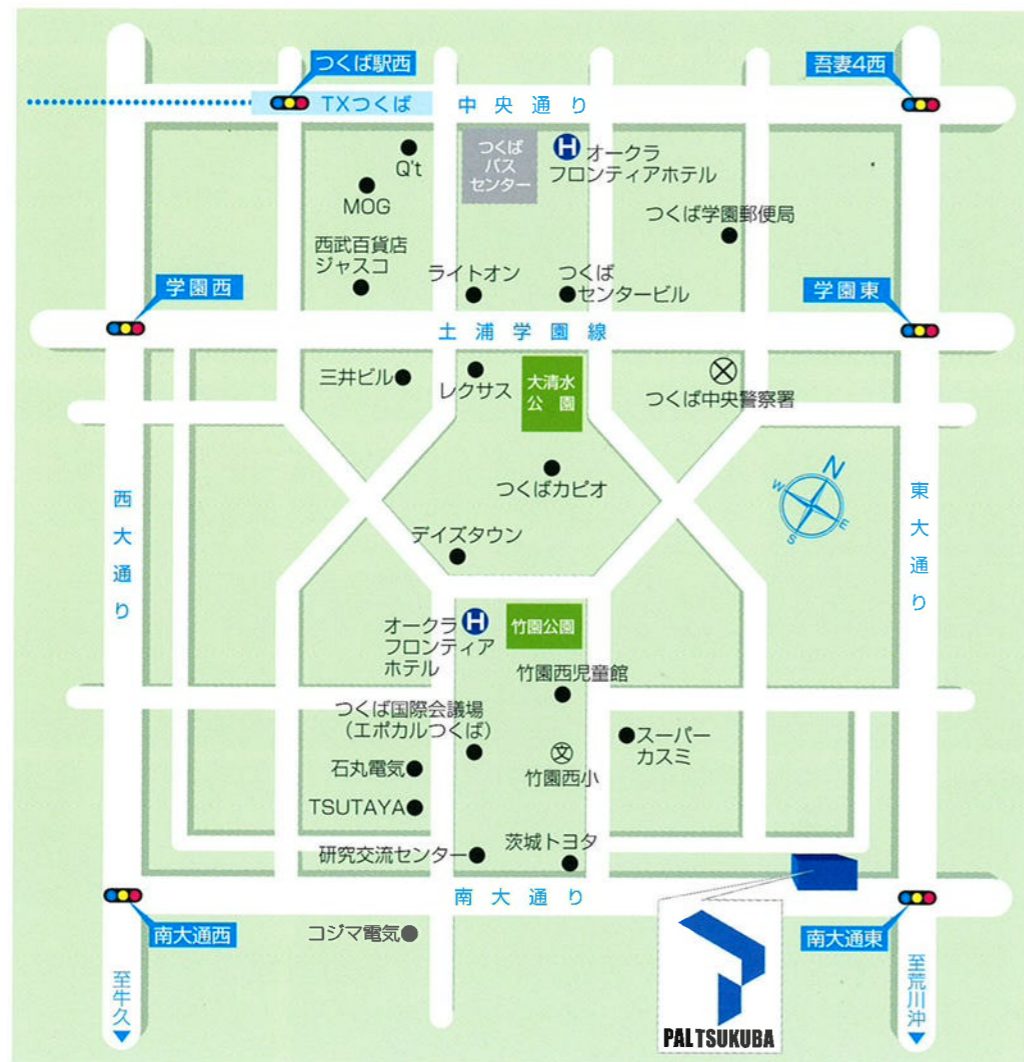 つくば駅西
吾妻4西
TXつくば
中央通り
Q't
つくば
バス
センター
H
オークラ
フロンティアホテル
MOG
つくば学園郵便局
西武百貨店
ジャスコ
ライトオン
つくば
センタービル
学園西
学園東
土浦学園線
三井ビル
レクサス
大清水
公園
つくば中央警察署
つくばカピオ
N
W
E
S
西大通り
東大通り
デイズタウン
オークラ
フロンティア
ホテル
H
竹園公園
竹園西児童館
つくば国際会議場
(エポカルつくば)
スーパー
カスミ
石丸電気
文
竹園西小
TSUTAYA
研究交流センター
茨城トヨタ
南大通り
南大通西
南大通東
コジマ電気
至牛久
至荒川沖
PAL TSUKUBA